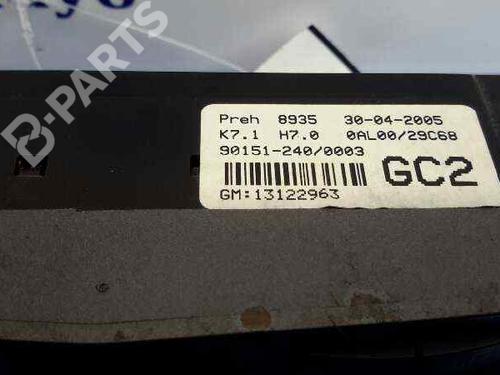 B-PARTS
Preh 8935 30-04-2005
K7.1 H7.0 0AL00/29C68
90151-240/0003
GC2
GM:13122963